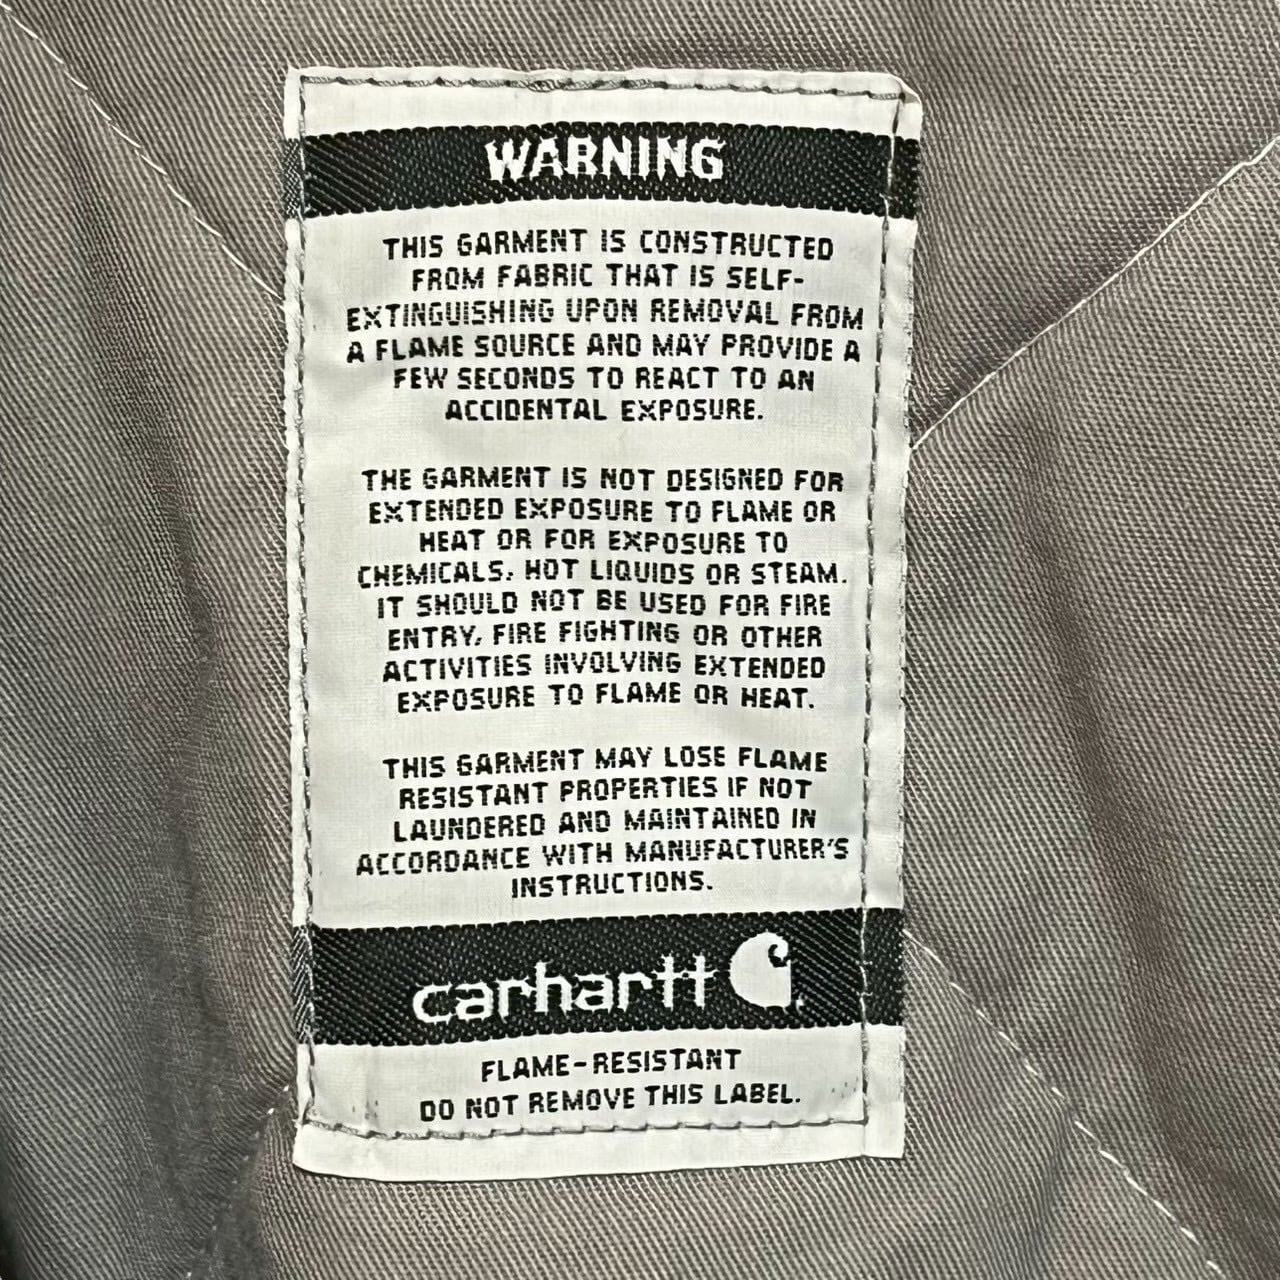 WARNING
THIS GARMENT IS CONSTRUCTED
FROM FABRIC THAT IS SELF-
EXTINGUISHING UPON REMOVAL FROM
A FLAME SOURCE AND MAY PROVIDE A
FEW SECONDS TO REACT TO AN
ACCIDENTAL EXPOSURE.
THE GARMENT IS NOT DESIGNED FOR
EXTENDED EXPOSURE TO FLAME OR
HEAT OR FOR EXPOSURE TO
CHEMICALS, HOT LIQUIDS OR STEAM.
IT SHOULD NOT BE USED FOR FIRE
ENTRY, FIRE FIGHTING OR OTHER
ACTIVITIES INVOLVING EXTENDED
EXPOSURE TO FLAME OR HEAT.
THIS GARMENT MAY LOSE FLAME
RESISTANT PROPERTIES IF NOT
LAUNDERED AND MAINTAINED IN
ACCORDANCE WITH MANUFACTURER'S
INSTRUCTIONS.
carhartt
FLAME-RESISTANT
DO NOT REMOVE THIS LABEL.